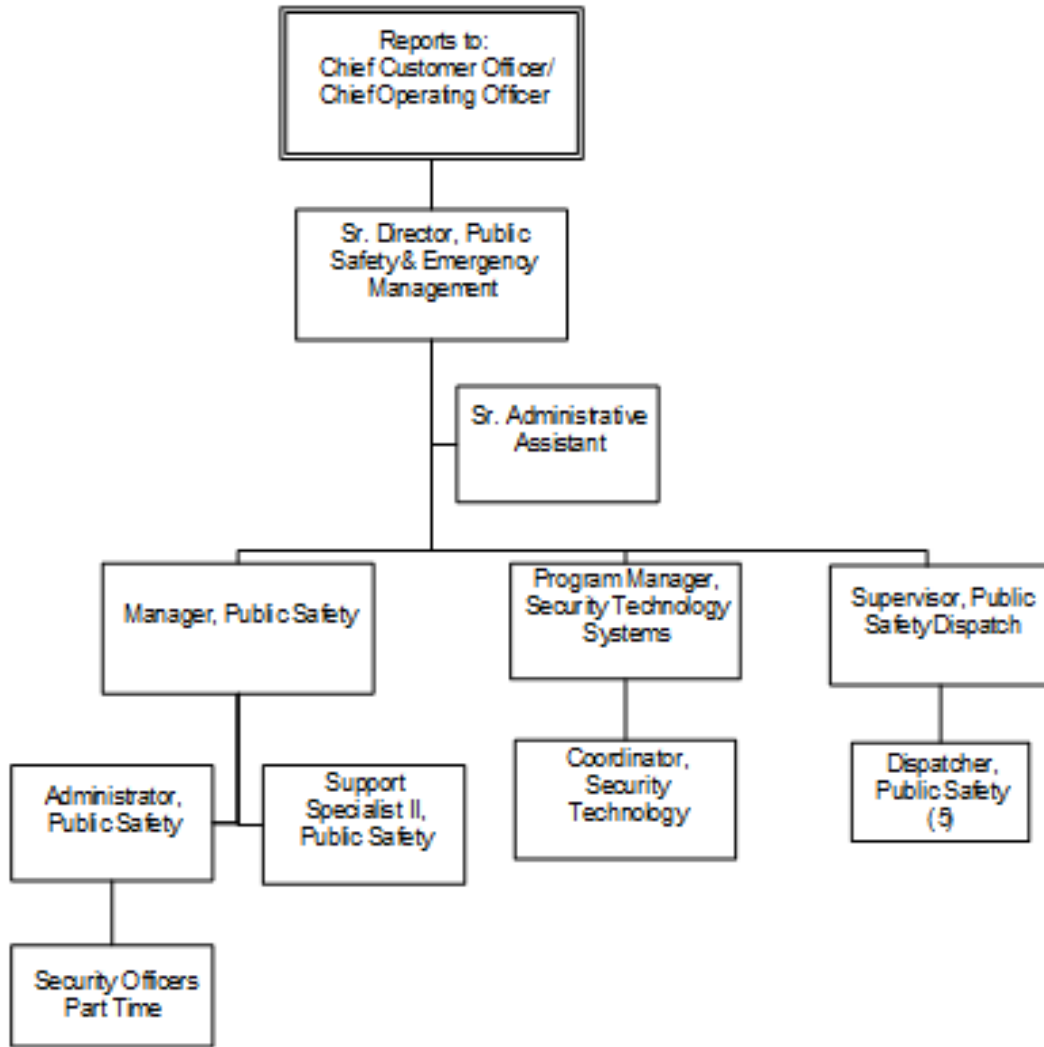 Reports to:
Chief Customer Officer/
Chief Operating Officer
Sr. Director, Public
Safety & Emergency
Management
Sr. Administrative
Assistant
Manager, Public Safety
Program Manager,
Security Technology
Systems
Supervisor, Public
Safety Dispatch
Administrator,
Public Safety
Support
Specialist II,
Public Safety
Coordinator,
Security
Technology
Dispatcher,
Public Safety
(5)
Security Officers
Part Time